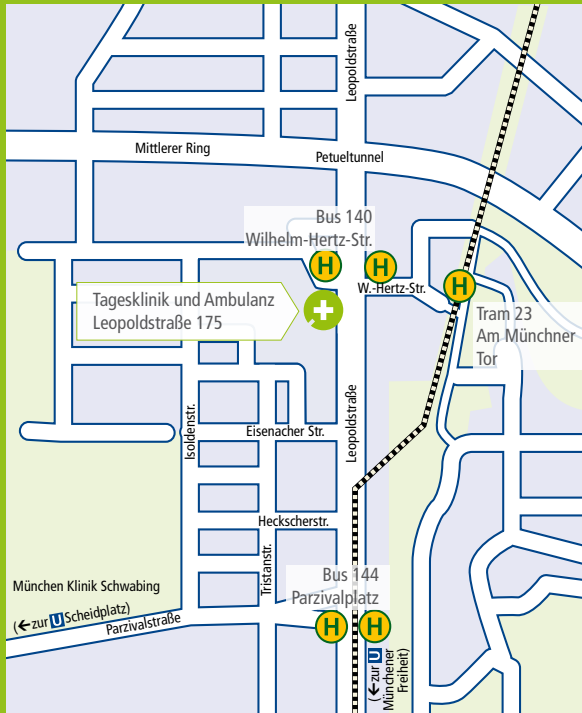 Leopoldstraße
Mittlerer Ring
Petueltunnel
Bus 140
Wilhelm-Hertz-Str.
H
H
W.-Hertz-Str.
H
Tagesklinik und Ambulanz
Leopoldstraße 175
Tram 23
Am Münchner
Tor
Isoldenstr.
Eisenacher Str.
Leopoldstraße
Heckscherstr.
Tristanstr.
Bus 144
Parzivalplatz
H
H
München Klinik Schwabing
(←zur U Scheidplatz)
Parzivalstraße
(←zur U
Münchener
Freiheit)